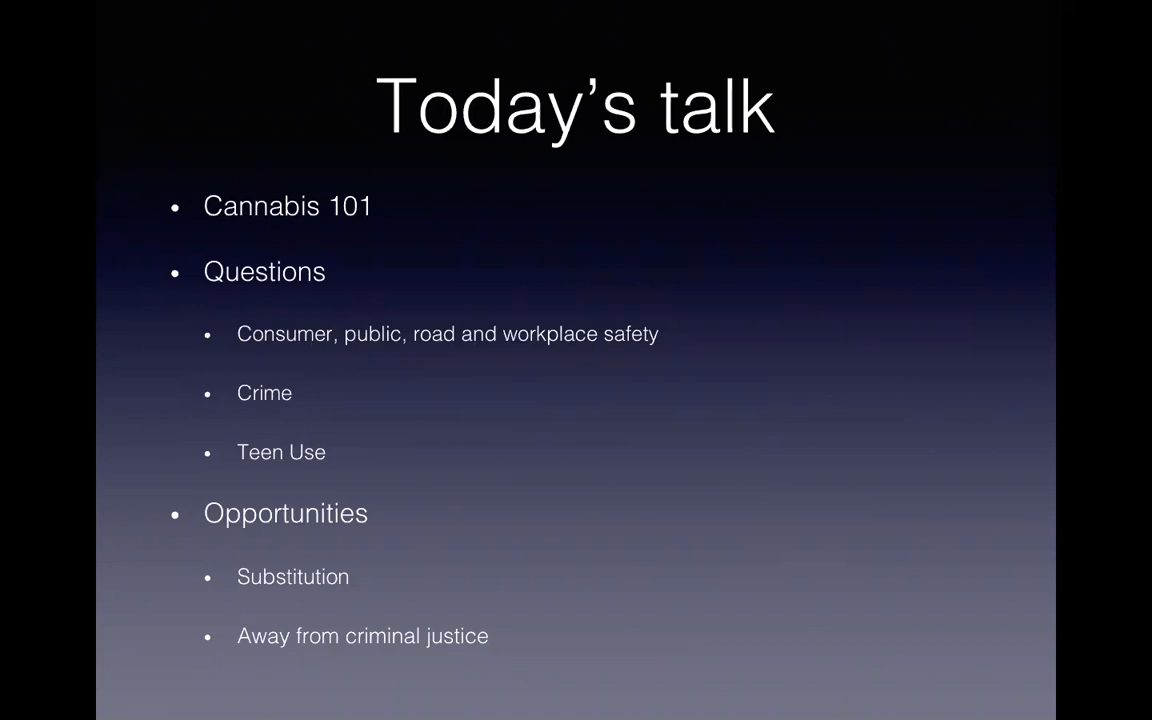 Today’s talk
• Cannabis 101
• Questions
• Consumer, public, road and workplace safety
• Crime
• Teen Use
• Opportunities
• Substitution
• Away from criminal justice